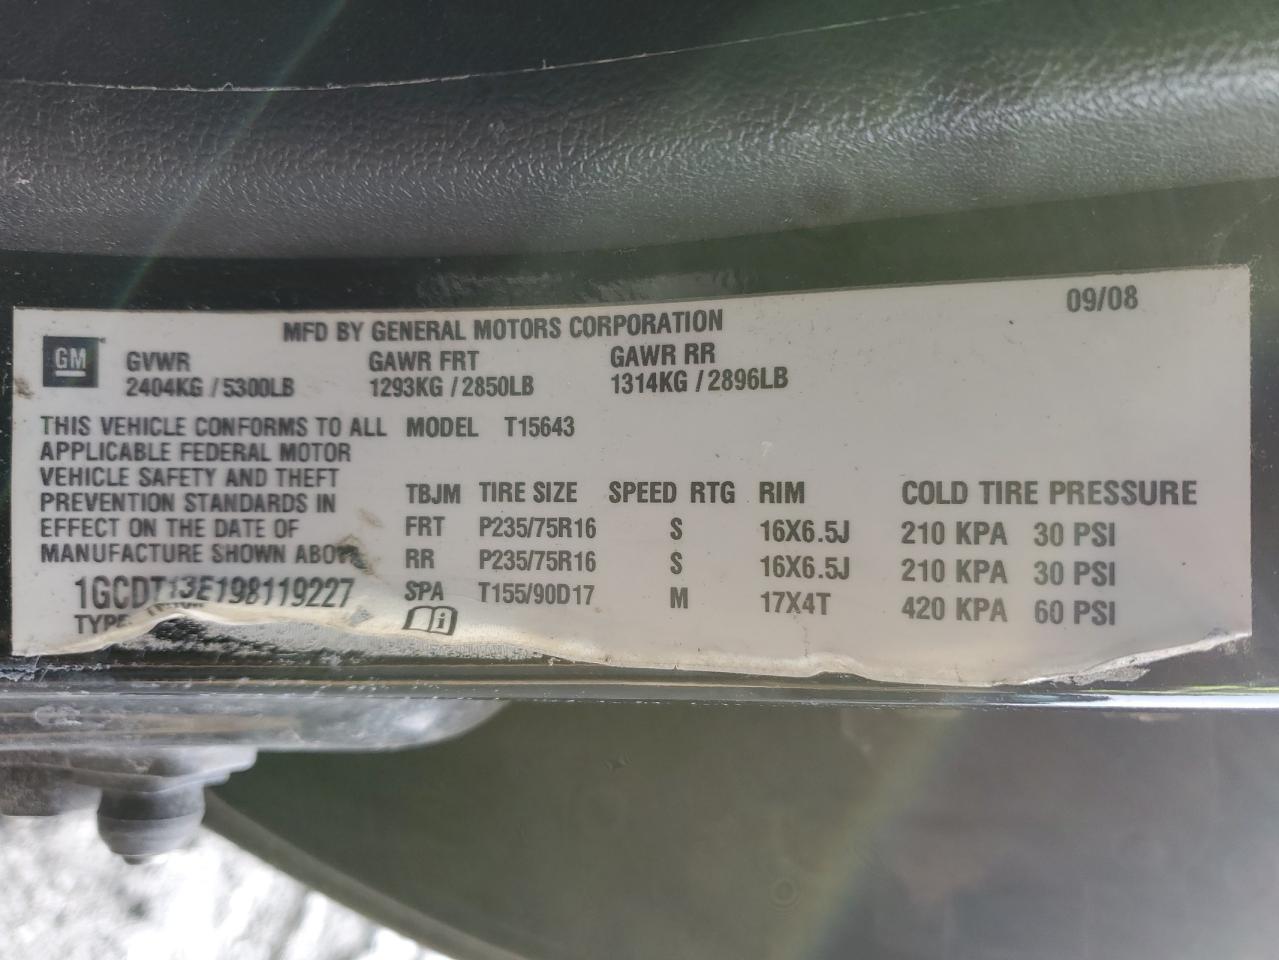 09/08
MFD BY GENERAL MOTORS CORPORATION
GM
GVWR GAWR FRT GAWR RR
2404KG / 5300LB 1293KG / 2850LB 1314KG / 2896LB
THIS VEHICLE CONFORMS TO ALL
APPLICABLE FEDERAL MOTOR
VEHICLE SAFETY AND THEFT
PREVENTION STANDARDS IN
EFFECT ON THE DATE OF
MANUFACTURE SHOWN ABOVE
1GCDT13E198119227
TYPE:
MODEL T15643
TBJM TIRE SIZE SPEED RTG RIM COLD TIRE PRESSURE
FRT P235/75R16 S 16X6.5J 210 KPA 30 PSI
RR P235/75R16 S 16X6.5J 210 KPA 30 PSI
SPA T155/90D17 M 17X4T 420 KPA 60 PSI